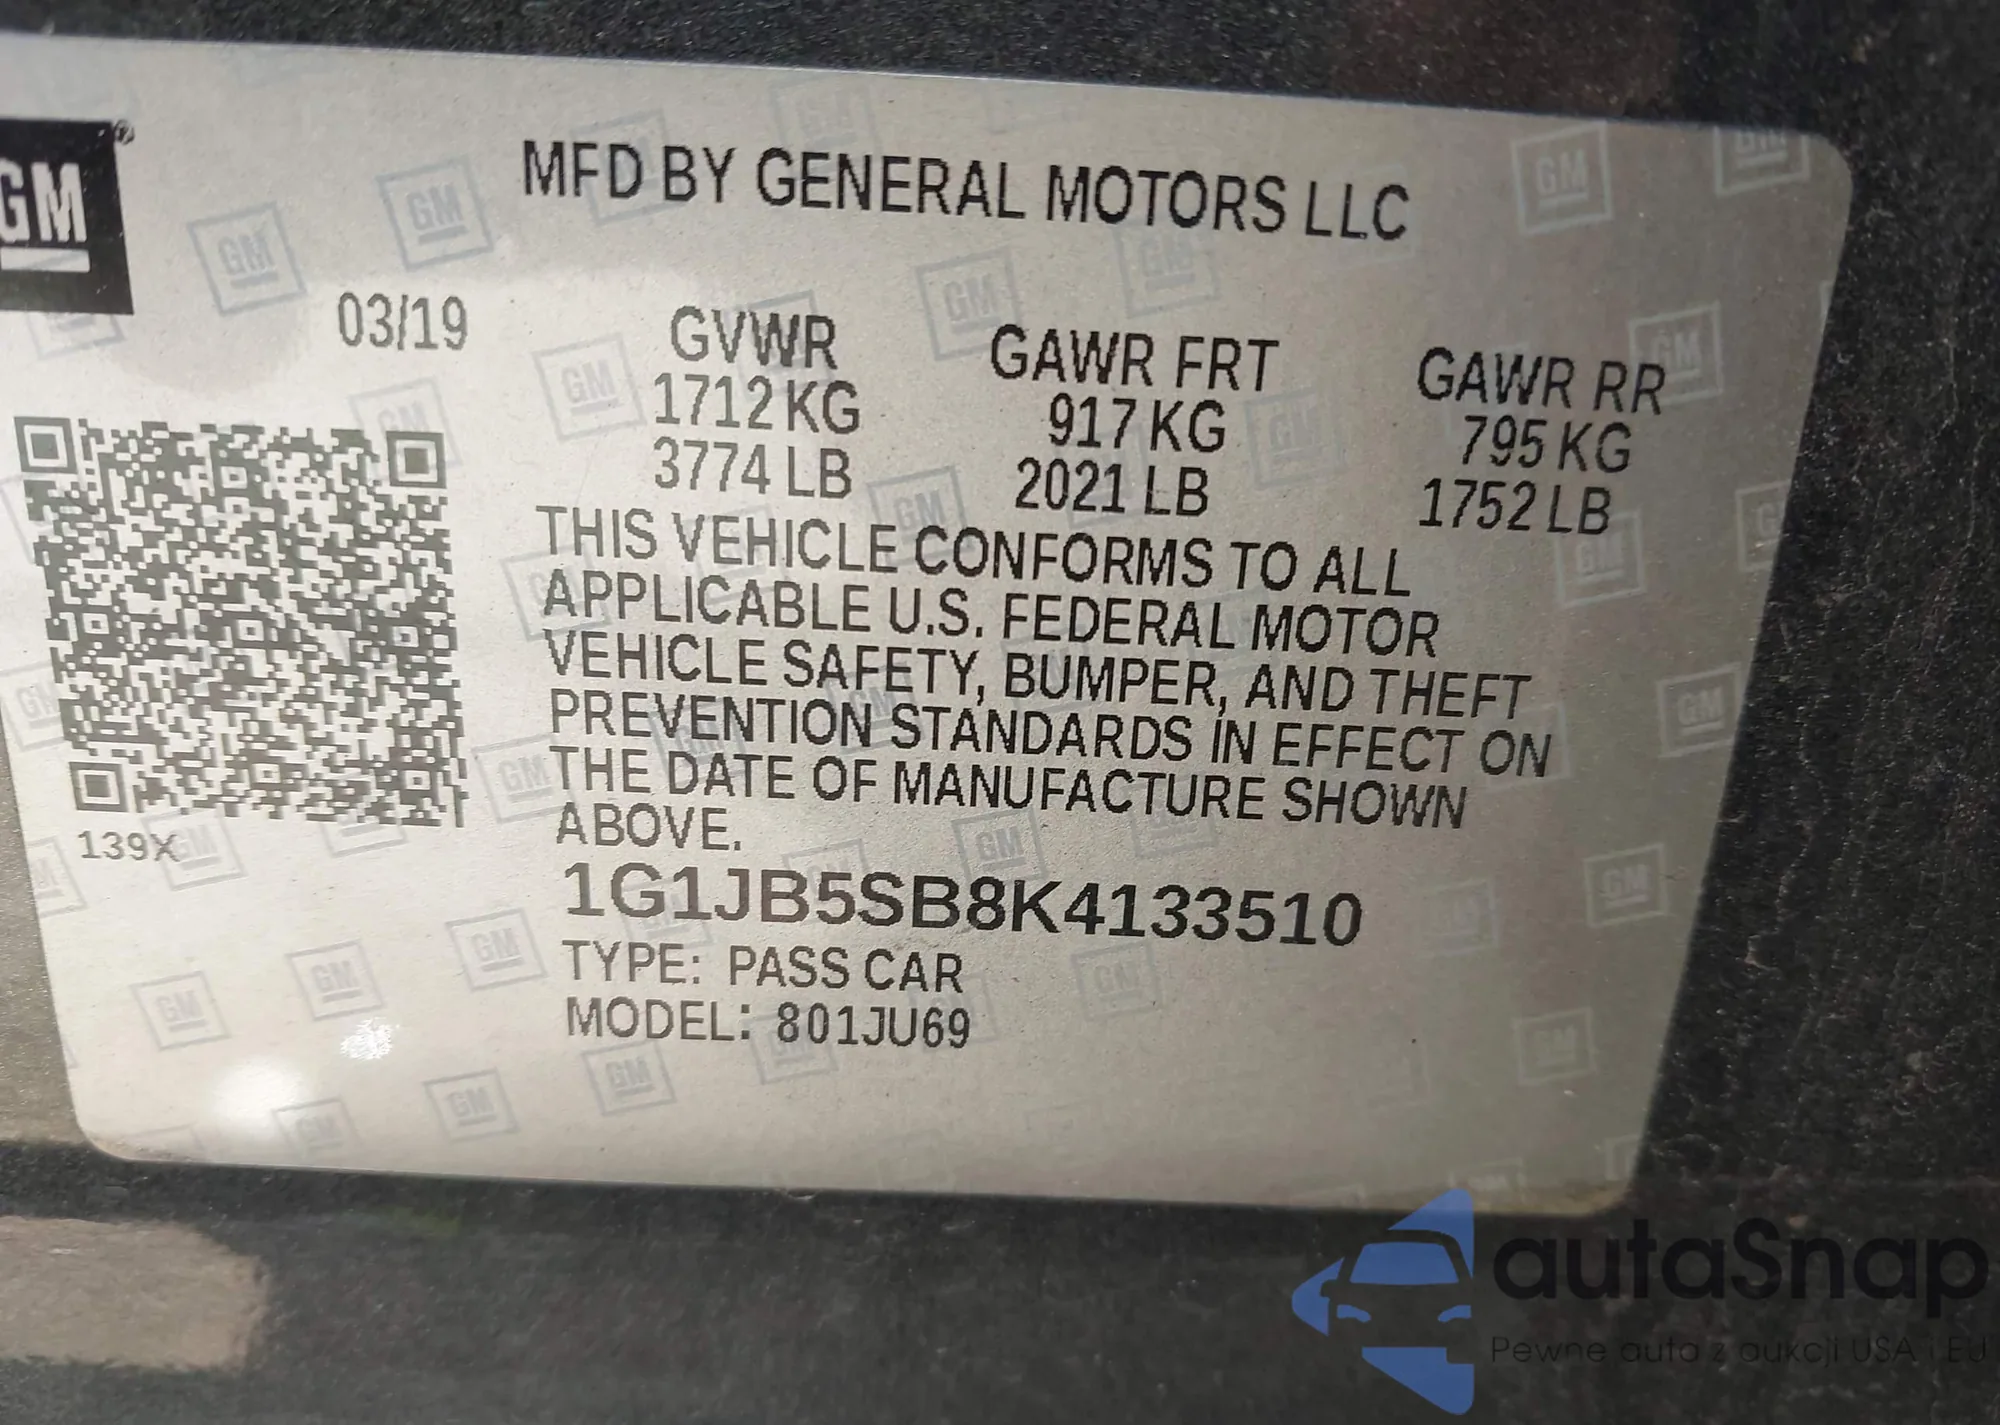 GM®
MFD BY GENERAL MOTORS LLC
03/19
GVWR
1712 KG
3774 LB
GAWR FRT
917 KG
2021 LB
GAWR RR
795 KG
1752 LB
THIS VEHICLE CONFORMS TO ALL
APPLICABLE U.S. FEDERAL MOTOR
VEHICLE SAFETY, BUMPER, AND THEFT
PREVENTION STANDARDS IN EFFECT ON
THE DATE OF MANUFACTURE SHOWN
ABOVE.
139X
1G1JB5SB8K4133510
TYPE: PASS CAR
MODEL: 801JU69
autaSnap
Pewne auta z aukcji USA i EU